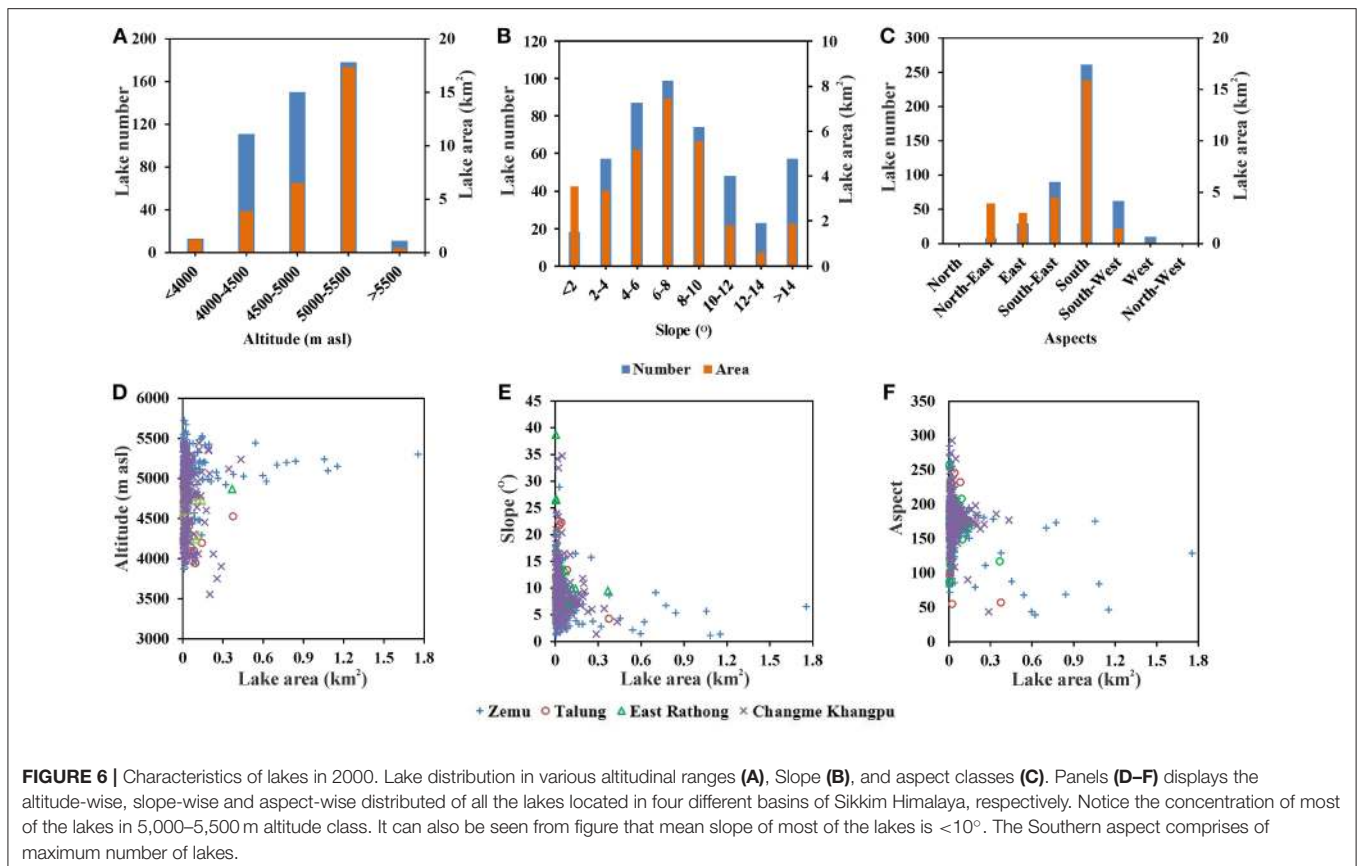 A
B
C
200
160
120
80
40
0
Lake number
20
15
10
5
0
Lake area (km²)
<4000
4000-4500
4500-5000
5000-5500
>5500
Altitude (m asl)
120
100
80
60
40
20
0
Lake number
10
8
6
4
2
0
Lake area (km²)
<2
2-4
4-6
6-8
8-10
10-12
12-14
>14
Slope (°)
300
250
200
150
100
50
0
Lake number
20
15
10
5
0
Lake area (km²)
North
North-East
East
South-East
South
South-West
West
North-West
Aspects
Number Area
D
6000
5500
5000
4500
4000
3500
3000
Altitude (m asl)
0 0.3 0.6 0.9 1.2 1.5 1.8
Lake area (km²)
E
45
40
35
30
25
20
15
10
5
0
Slope (°)
0 0.3 0.6 0.9 1.2 1.5 1.8
Lake area (km²)
F
350
300
250
200
150
100
50
0
Aspect
0 0.3 0.6 0.9 1.2 1.5 1.8
Lake area (km²)
+ Zemu ○ Talung △ East Rathong × Changme Khangpu
FIGURE 6 | Characteristics of lakes in 2000. Lake distribution in various altitudinal ranges (A), Slope (B), and aspect classes (C). Panels (D–F) displays the
altitude-wise, slope-wise and aspect-wise distributed of all the lakes located in four different basins of Sikkim Himalaya, respectively. Notice the concentration of most
of the lakes in 5,000–5,500 m altitude class. It can also be seen from figure that mean slope of most of the lakes is <10°. The Southern aspect comprises of
maximum number of lakes.